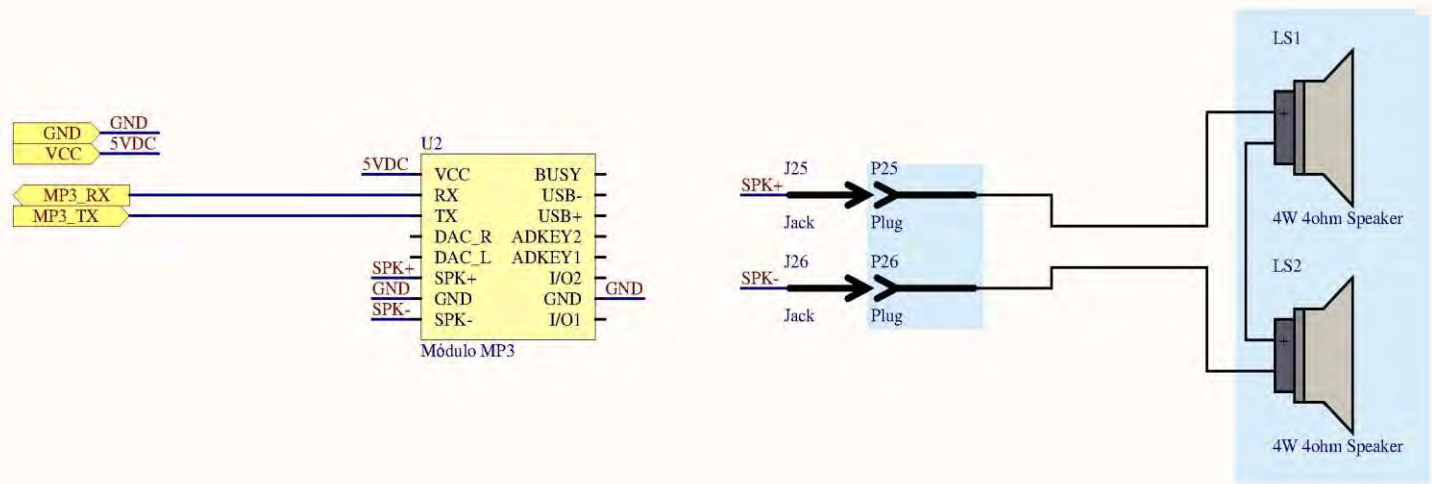 GND GND
VCC 5VDC
MP3_RX
MP3_TX
U2
5VDC VCC BUSY
RX USB-
TX USB+
DAC_R ADKEY2
DAC_L ADKEY1
SPK+ SPK+ I/O2
GND GND GND GND
SPK- SPK- I/O1
Módulo MP3
J25 P25
SPK+
Jack Plug
J26 P26
SPK-
Jack Plug
LS1
+
4W 4ohm Speaker
LS2
+
4W 4ohm Speaker